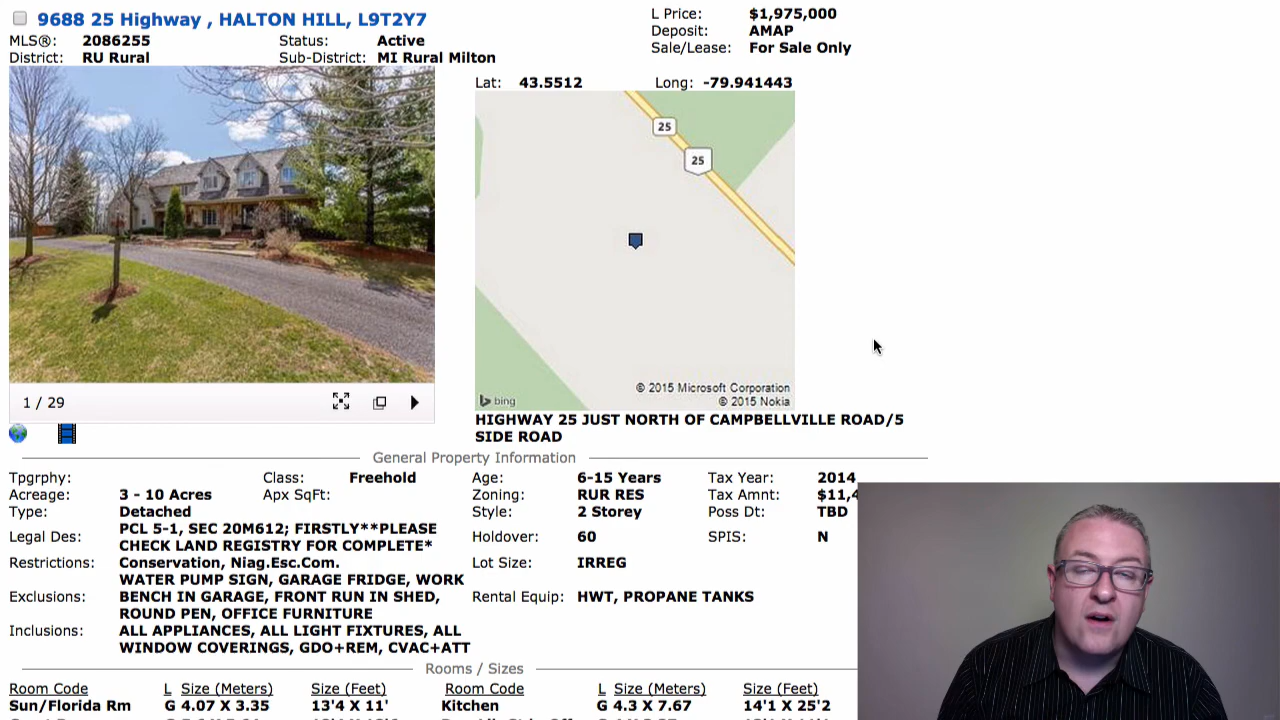 9688 25 Highway , HALTON HILL, L9T2Y7
L Price: $1,975,000
Deposit: AMAP
Sale/Lease: For Sale Only
MLS®: 2086255 Status: Active
District: RU Rural Sub-District: MI Rural Milton
Lat: 43.5512 Long: -79.941443
25
25
© 2015 Microsoft Corporation
bing © 2015 Nokia
1 / 29
HIGHWAY 25 JUST NORTH OF CAMPBELLVILLE ROAD/5
SIDE ROAD
General Property Information
Tpgrphy: Class: Freehold Age: 6-15 Years Tax Year: 2014
Acreage: 3 - 10 Acres Apx SqFt: Zoning: RUR RES Tax Amnt: $11,4
Type: Detached Style: 2 Storey Poss Dt: TBD
Legal Des: PCL 5-1, SEC 20M612; FIRSTLY**PLEASE
CHECK LAND REGISTRY FOR COMPLETE*
Holdover: 60 SPIS: N
Restrictions: Conservation, Niag.Esc.Com. Lot Size: IRREG
Exclusions: WATER PUMP SIGN, GARAGE FRIDGE, WORK
BENCH IN GARAGE, FRONT RUN IN SHED,
ROUND PEN, OFFICE FURNITURE
Rental Equip: HWT, PROPANE TANKS
Inclusions: ALL APPLIANCES, ALL LIGHT FIXTURES, ALL
WINDOW COVERINGS, GDO+REM, CVAC+ATT
Rooms / Sizes
Room Code L Size (Meters) Size (Feet) Room Code L Size (Meters) Size (Feet)
Sun/Florida Rm G 4.07 X 3.35 13'4 X 11' Kitchen G 4.3 X 7.67 14'1 X 25'2